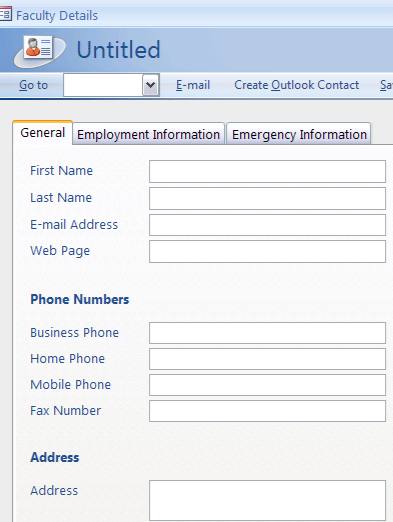 Faculty Details
Untitled
Go to E-mail Create Outlook Contact Sa
General Employment Information Emergency Information
First Name
Last Name
E-mail Address
Web Page
Phone Numbers
Business Phone
Home Phone
Mobile Phone
Fax Number
Address
Address